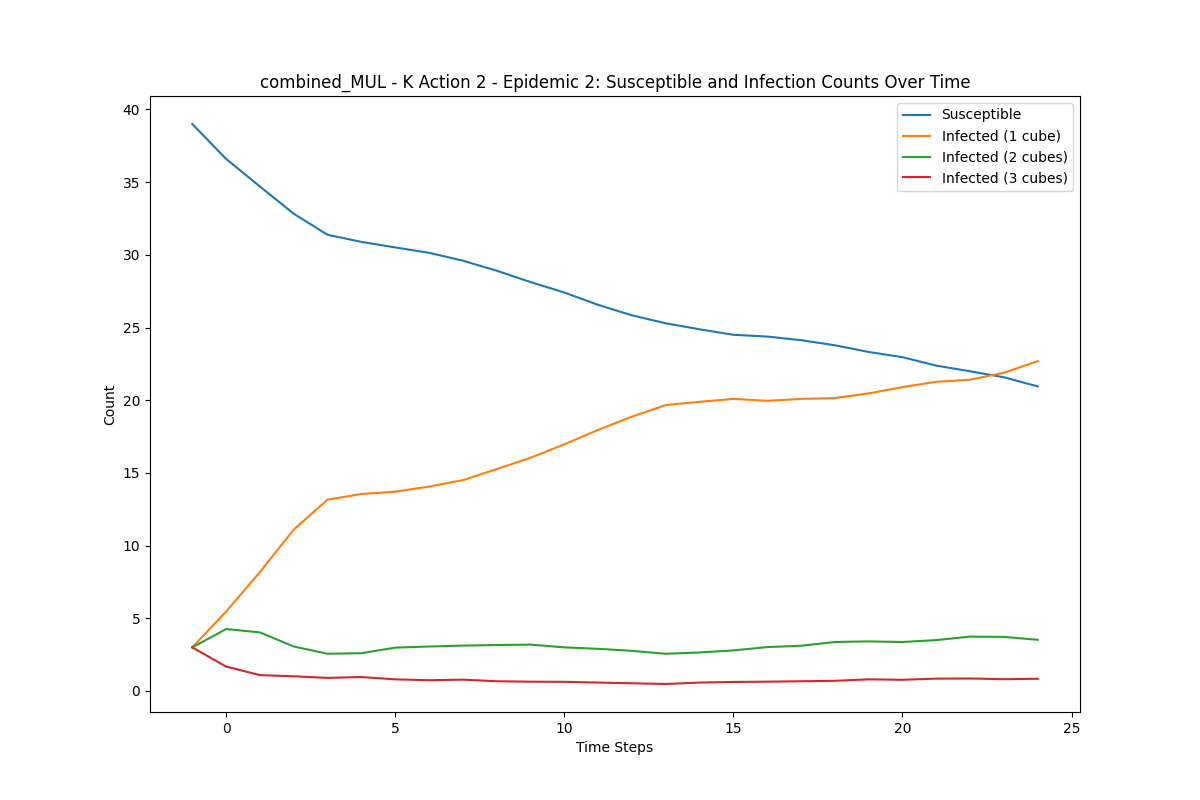 combined_MUL - K Action 2 - Epidemic 2: Susceptible and Infection Counts Over Time
Susceptible
Infected (1 cube)
Infected (2 cubes)
Infected (3 cubes)
Count
40
35
30
25
20
15
10
5
0
0 5 10 15 20 25
Time Steps